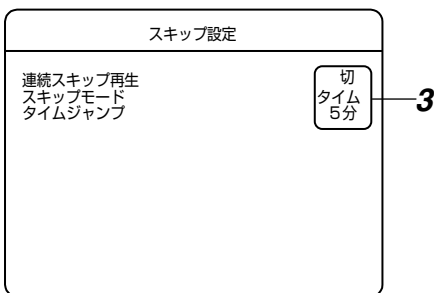 スキップ設定
連続スキップ再生 切
スキップモード タイム
タイムジャンプ 5分
3